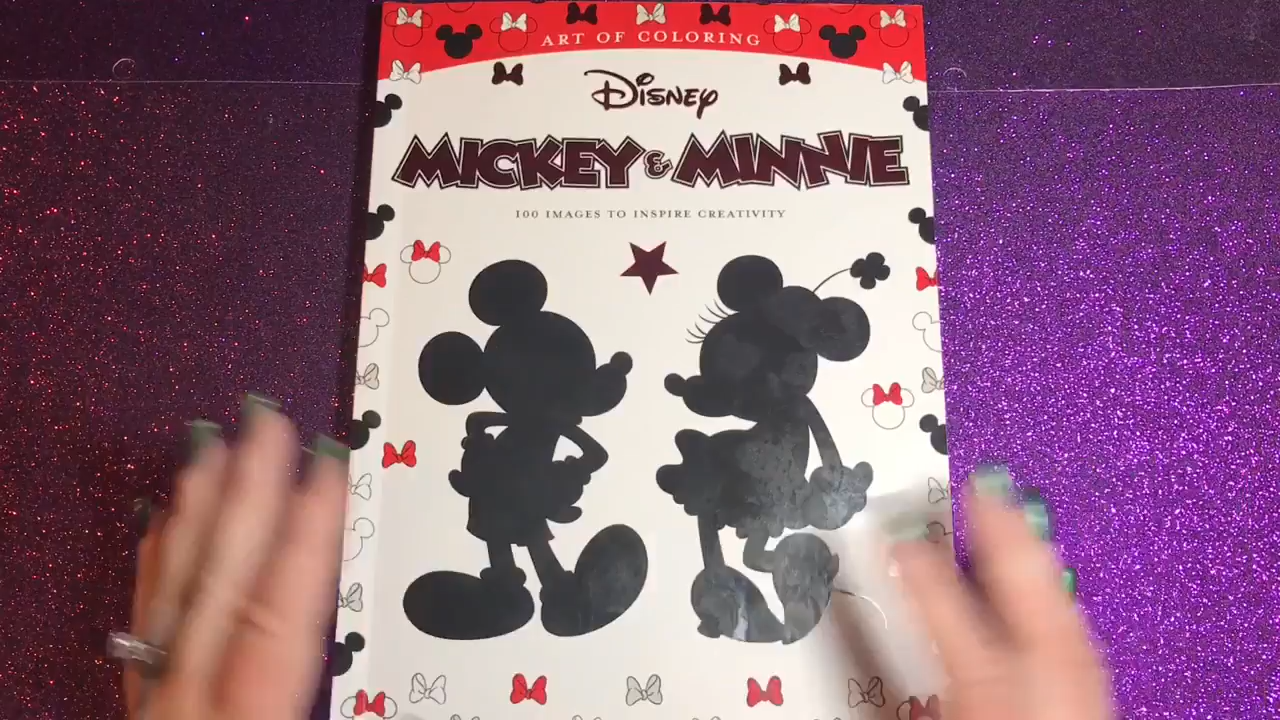 ART OF COLORING
Disney
MICKEY & MINNIE
100 IMAGES TO INSPIRE CREATIVITY